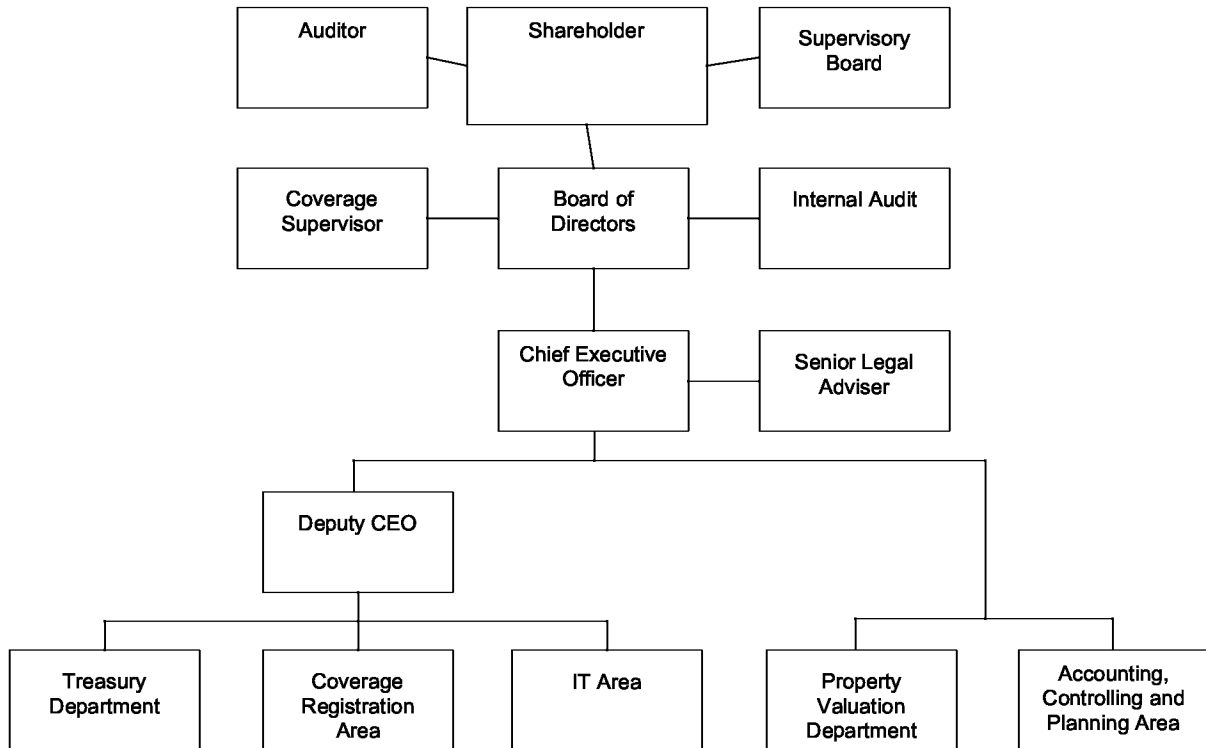 Auditor
Shareholder
Supervisory
Board
Coverage
Supervisor
Board of
Directors
Internal Audit
Chief Executive
Officer
Senior Legal
Adviser
Deputy CEO
Treasury
Department
Coverage
Registration
Area
IT Area
Property
Valuation
Department
Accounting,
Controlling and
Planning Area